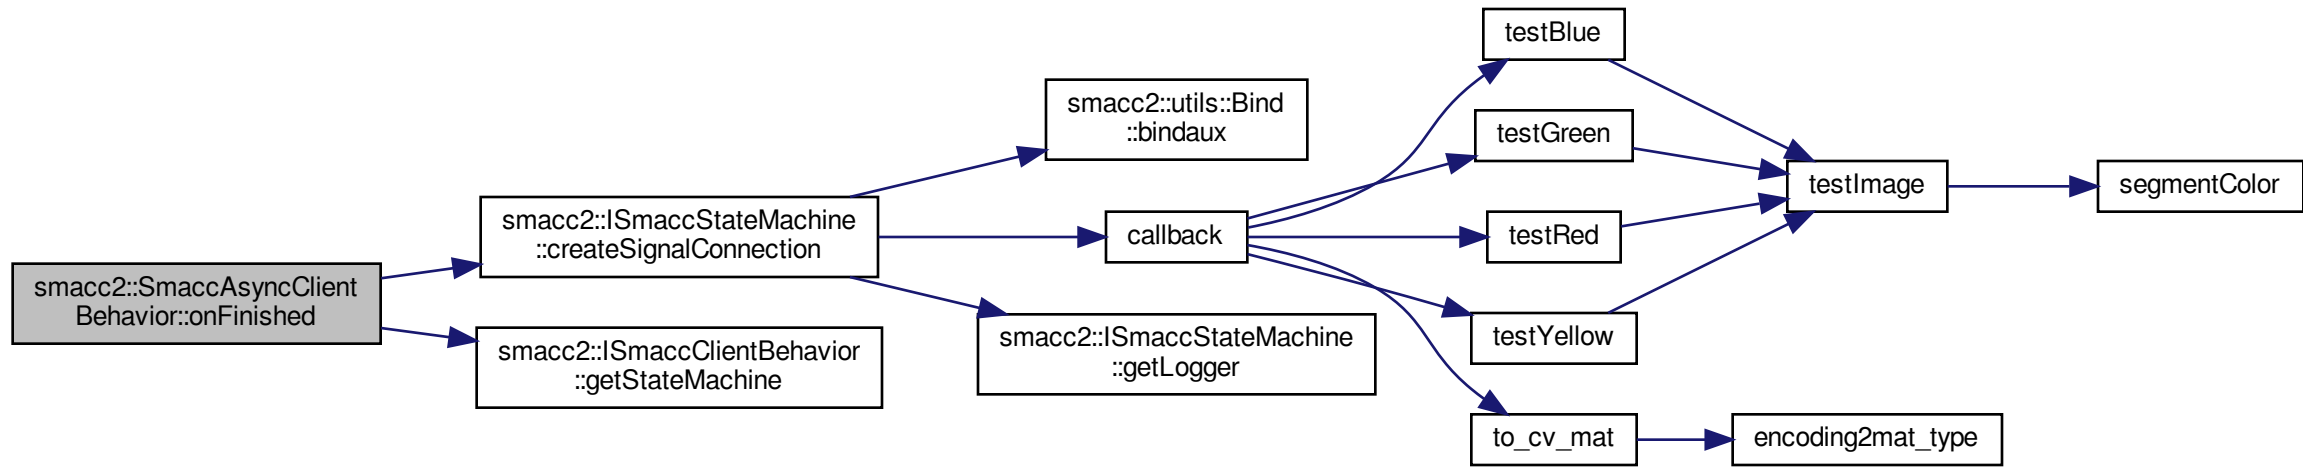 smacc2::SmaccAsyncClient
Behavior::onFinished
smacc2::ISmaccStateMachine
::createSignalConnection
smacc2::ISmaccClientBehavior
::getStateMachine
smacc2::utils::Bind
::bindaux
callback
smacc2::ISmaccStateMachine
::getLogger
testBlue
testGreen
testRed
testYellow
to_cv_mat
testImage
encoding2mat_type
segmentColor